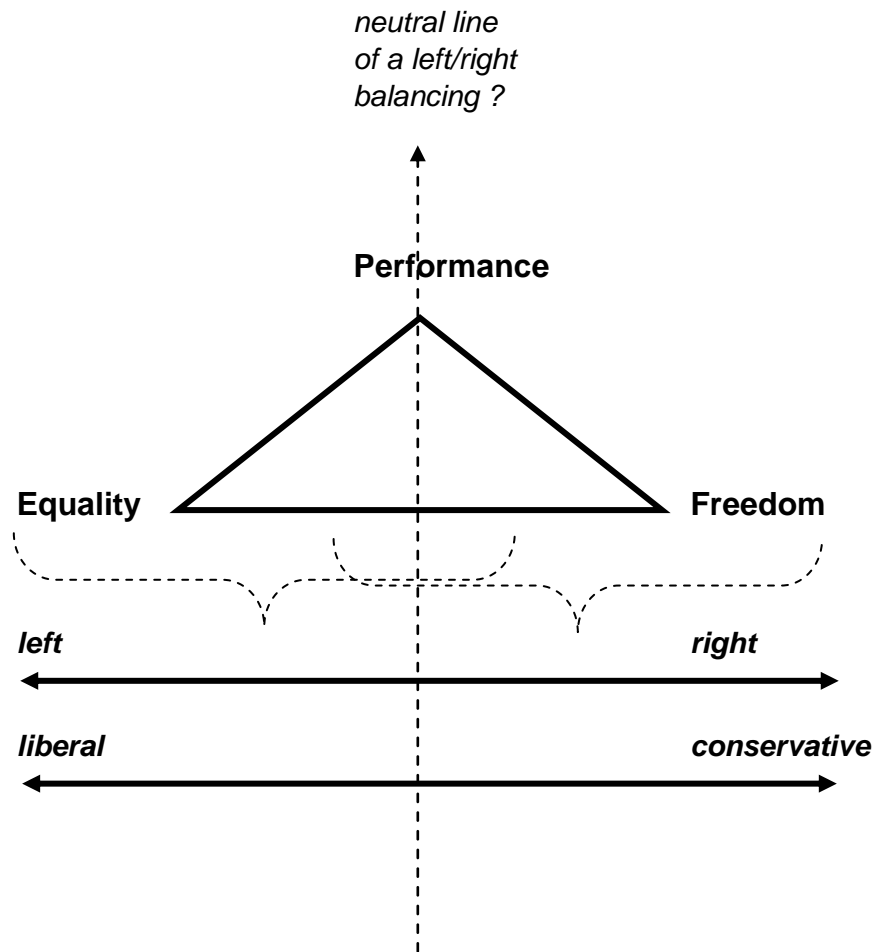 neutral line
of a left/right
balancing ?
Performance
Equality
Freedom
left
right
liberal
conservative